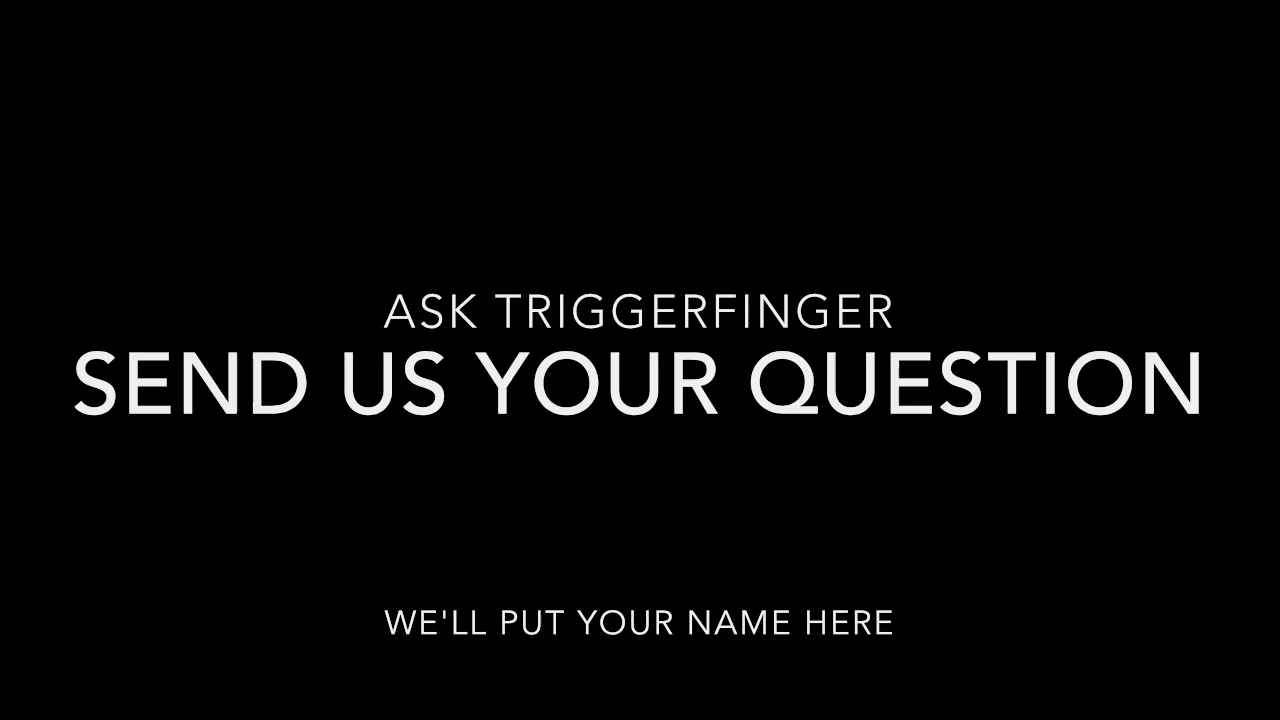 ASK TRIGGERFINGER
SEND US YOUR QUESTION
WE'LL PUT YOUR NAME HERE